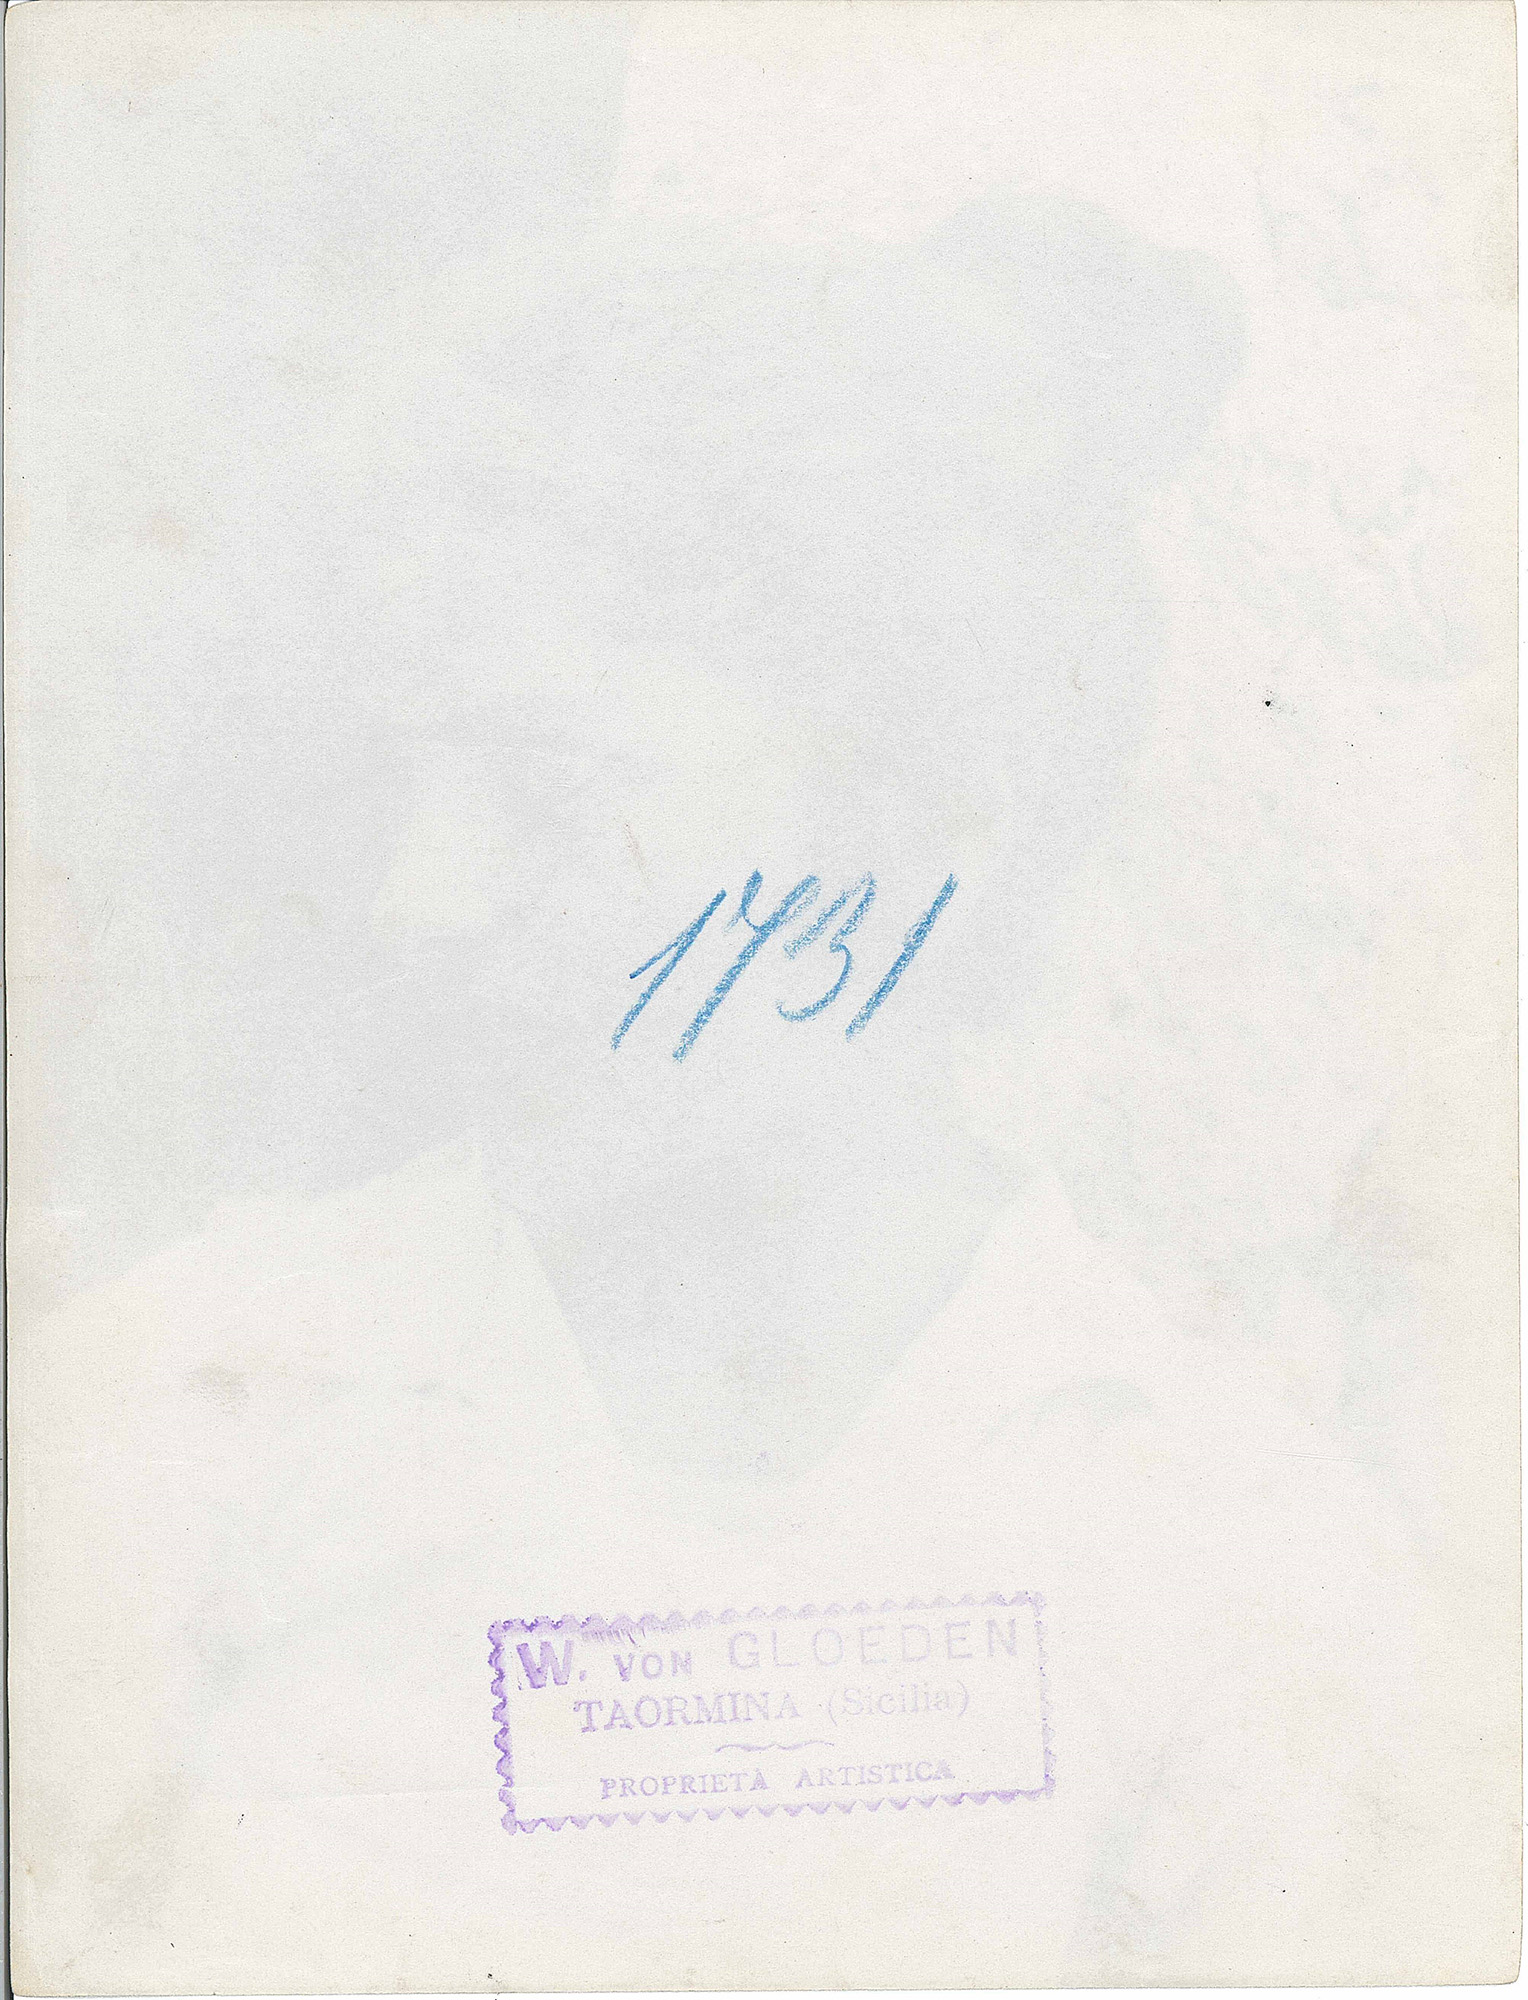 1731
W. VON GLOEDEN
TAORMINA (Sicilia)
PROPRIETÀ ARTISTICA